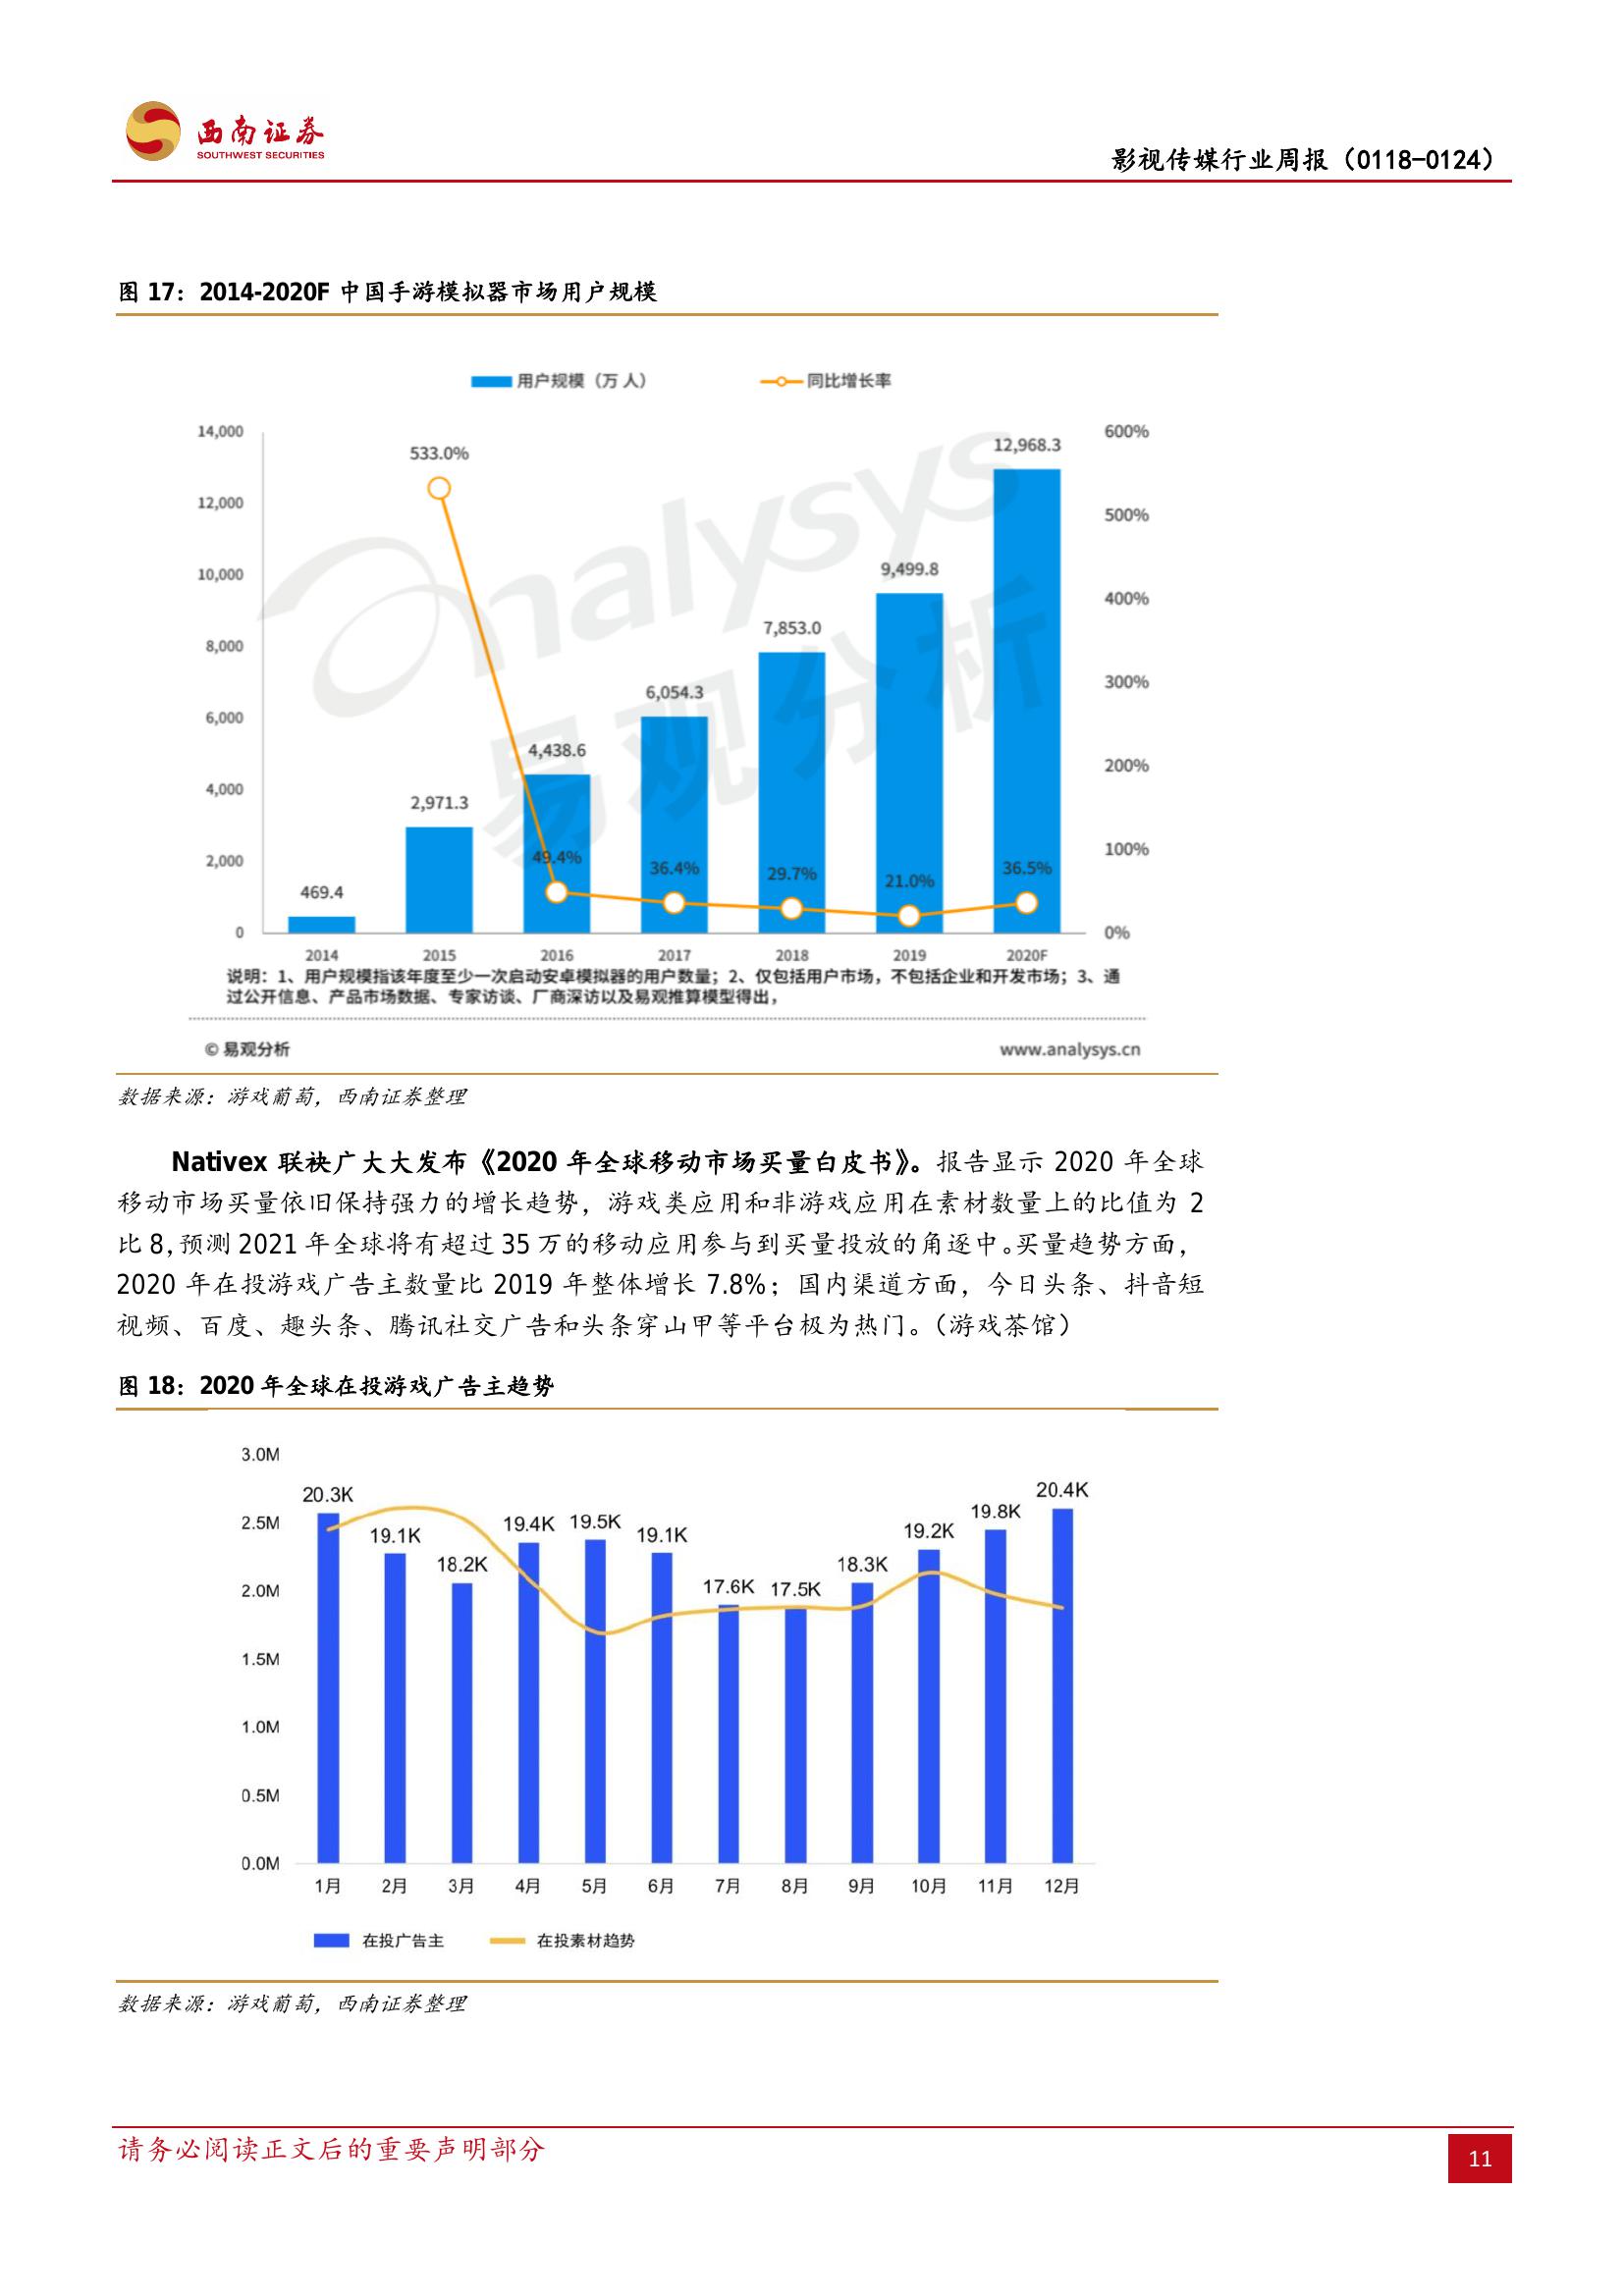 西南证券
SOUTHWEST SECURITIES
影视传媒行业周报（0118-0124）
图 17：2014-2020F 中国手游模拟器市场用户规模
用户规模（万人） 同比增长率
14,000
12,000
10,000
8,000
6,000
4,000
2,000
0
600%
500%
400%
300%
200%
100%
0%
469.4
2,971.3
4,438.6
6,054.3
7,853.0
9,499.8
12,968.3
533.0%
49.4%
36.4%
29.7%
21.0%
36.5%
analysys
易观分析
2014 2015 2016 2017 2018 2019 2020F
说明：1、用户规模指该年度至少一次启动安卓模拟器的用户数量；2、仅包括用户市场，不包括企业和开发市场；3、通
过公开信息、产品市场数据、专家访谈、厂商深访以及易观推算模型得出，
© 易观分析 www.analysys.cn
数据来源：游戏葡萄，西南证券整理
Nativex 联袂广大大发布《2020 年全球移动市场买量白皮书》。报告显示 2020 年全球
移动市场买量依旧保持强力的增长趋势，游戏类应用和非游戏应用在素材数量上的比值为 2
比 8，预测 2021 年全球将有超过 35 万的移动应用参与到买量投放的角逐中。买量趋势方面，
2020 年在投游戏广告主数量比 2019 年整体增长 7.8%；国内渠道方面，今日头条、抖音短
视频、百度、趣头条、腾讯社交广告和头条穿山甲等平台极为热门。（游戏茶馆）
图 18：2020 年全球在投游戏广告主趋势
3.0M
2.5M
2.0M
1.5M
1.0M
0.5M
0.0M
20.3K
19.1K
18.2K
19.4K
19.5K
19.1K
17.6K
17.5K
18.3K
19.2K
19.8K
20.4K
1月 2月 3月 4月 5月 6月 7月 8月 9月 10月 11月 12月
在投广告主 在投素材趋势
数据来源：游戏葡萄，西南证券整理
请务必阅读正文后的重要声明部分
11